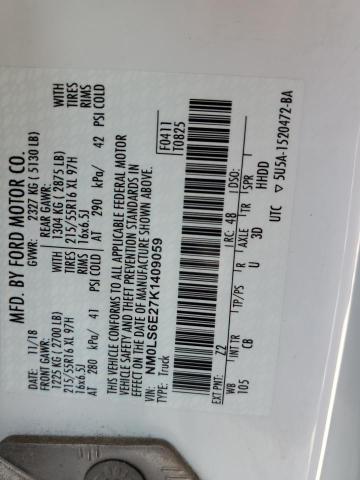 MFD. BY FORD MOTOR CO.
DATE: 11/18 GVWR: 2327 KG ( 5130 LB)
FRONT GAWR: REAR GAWR:
1225 KG ( 2700 LB) WITH 1304 KG ( 2875 LB) WITH
215/55R16 XL 97H TIRES 215/55R16 XL 97H TIRES
16x6.5J RIMS 16x6.5J RIMS
AT 280 kPa/ 41 PSI COLD AT 290 kPa/ 42 PSI COLD
THIS VEHICLE CONFORMS TO ALL APPLICABLE FEDERAL MOTOR
VEHICLE SAFETY AND THEFT PREVENTION STANDARDS IN
EFFECT ON THE DATE OF MANUFACTURE SHOWN ABOVE.
VIN: NM0LS6E27K1409059 F0411
TYPE: Truck T0825
EXT PNT: Z2 RC: 48 DSO:
WB INT TR TP/PS R AXLE TR SPR
105 CB U 3D HHDD
UTC ▽ 5U5A-1520472-BA